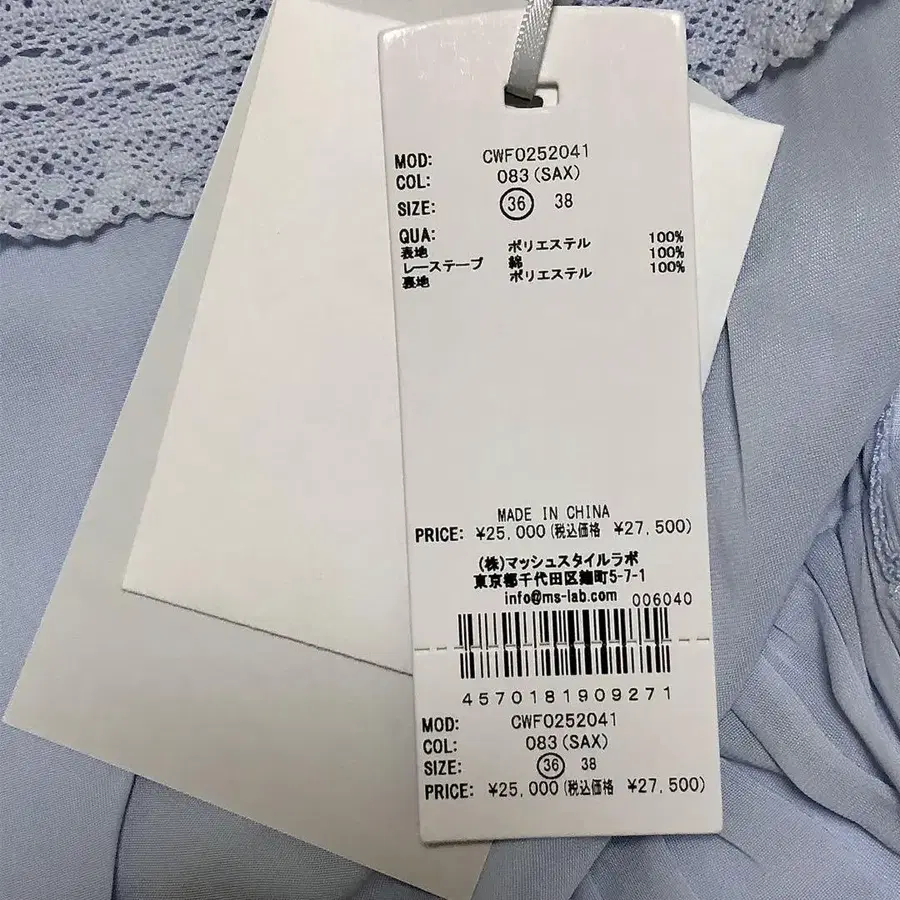 MOD: CWF0252041
COL: 083(SAX)
SIZE: 36 38
QUA:
表地 ポリエステル 100%
レーステープ 綿 100%
裏地 ポリエステル 100%
MADE IN CHINA
PRICE: ¥25,000(税込価格 ¥27,500)
(株)マッシュスタイルラボ
東京都千代田区麹町5-7-1
info@ms-lab.com 006040
4570181909271
MOD: CWF0252041
COL: 083(SAX)
SIZE: 36 38
PRICE: ¥25,000(税込価格 ¥27,500)